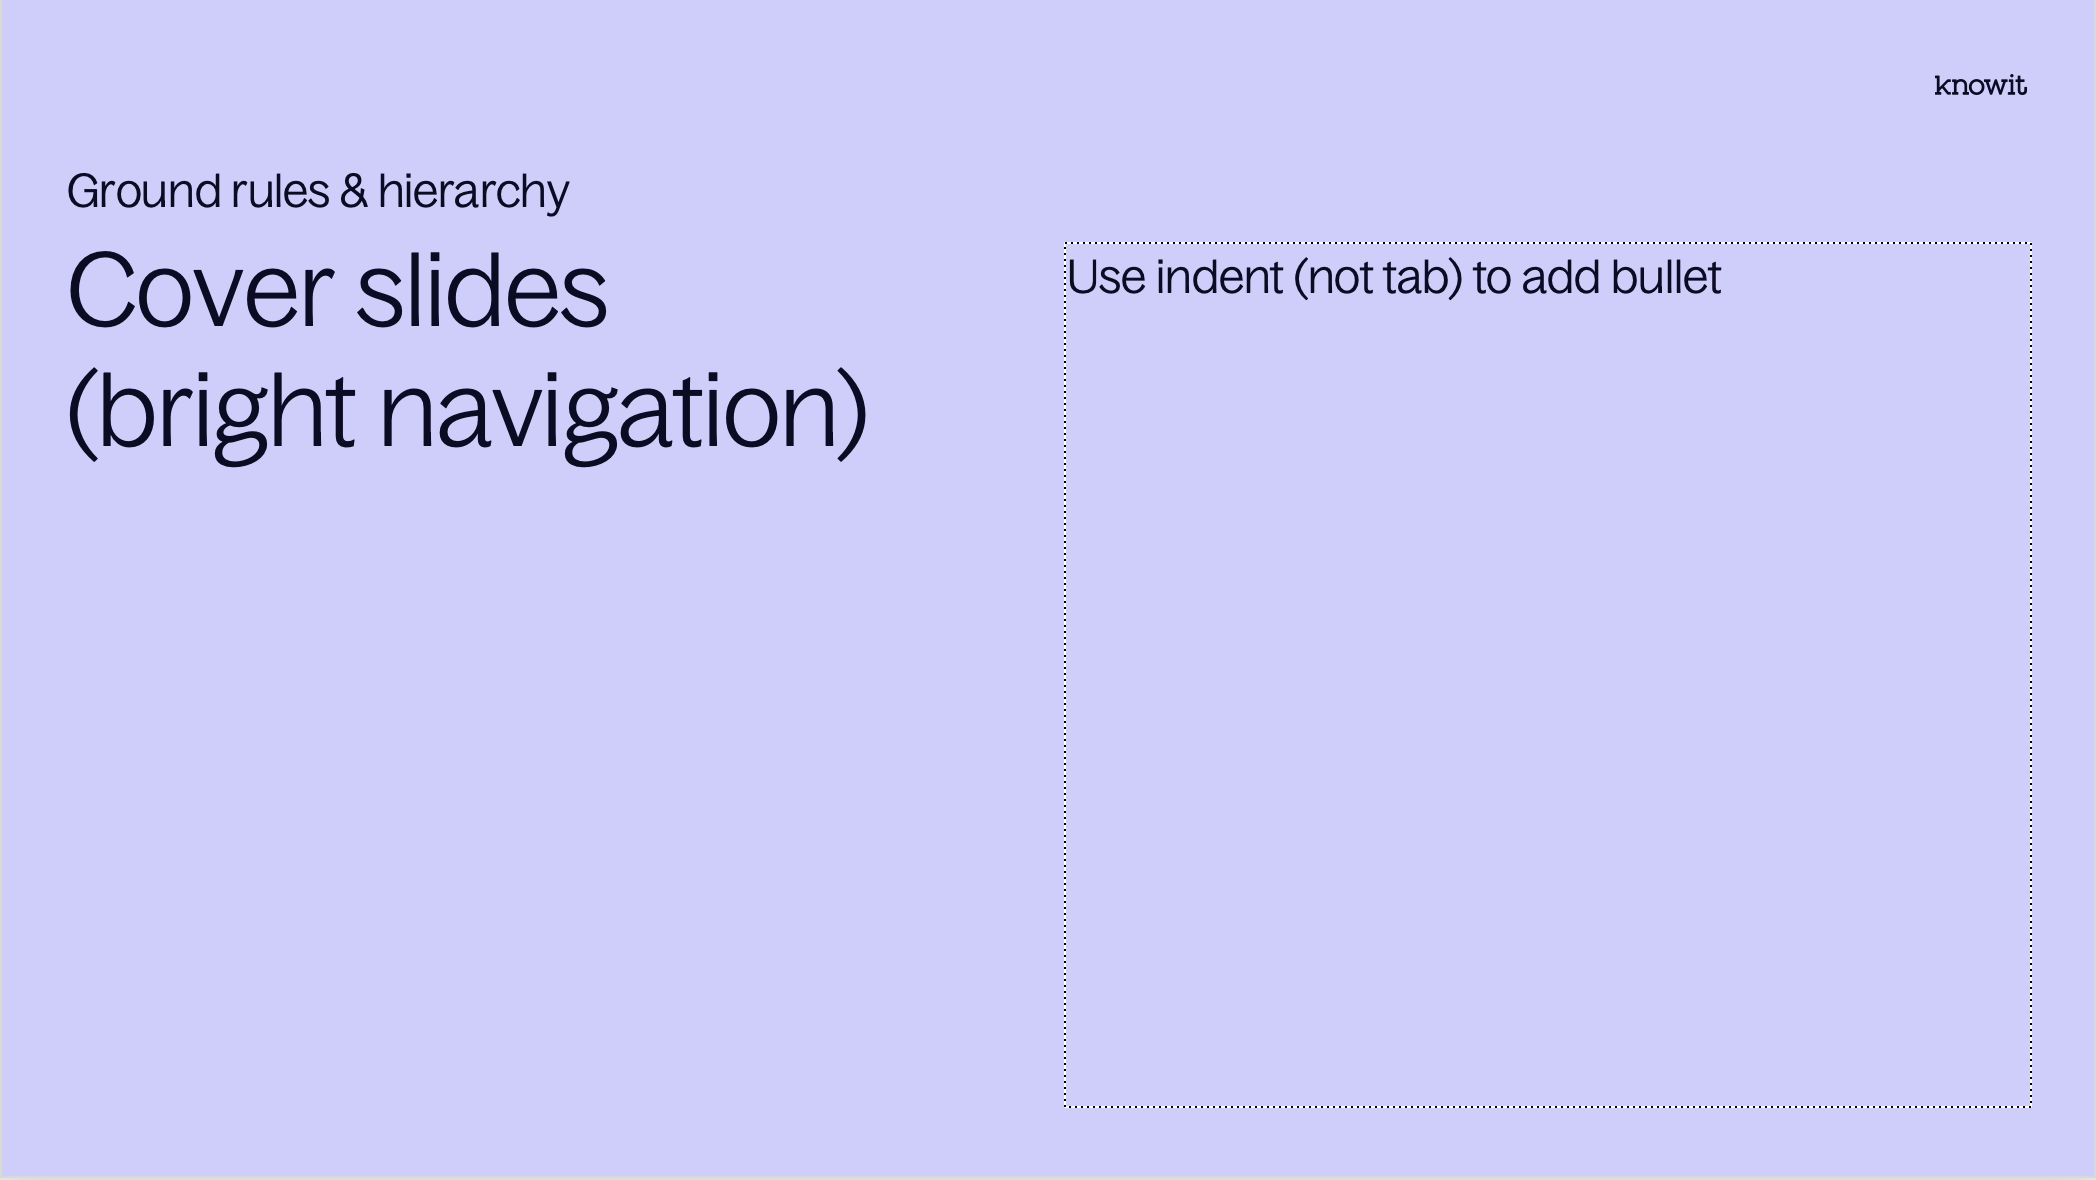 knowit
Ground rules & hierarchy
Cover slides
(bright navigation)
Use indent (not tab) to add bullet